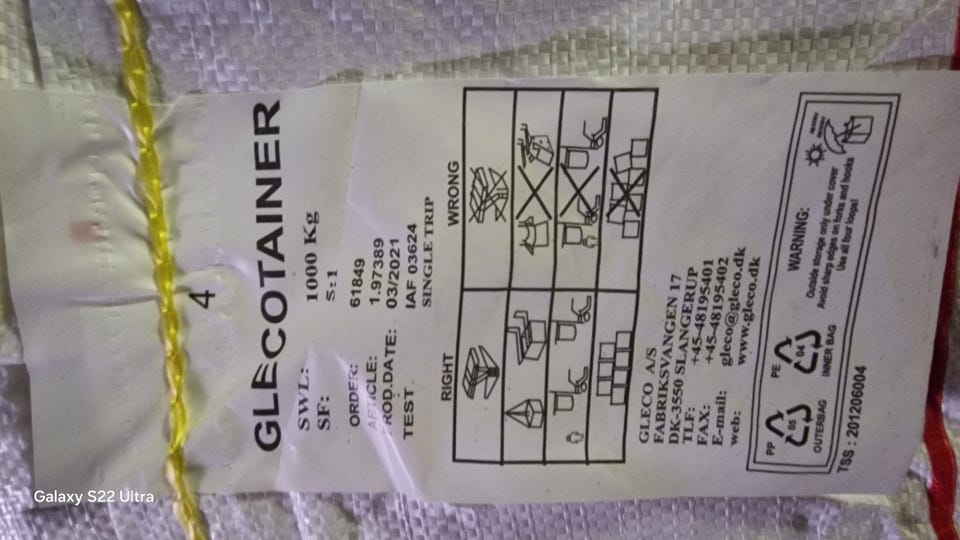 4
GLECOTAINER
SWL: 1000 Kg
SF: 5:1
ORDER: 61849
ARTICLE: 1.97389
PROD.DATE: 03/2021
TEST IAF 03624
SINGLE TRIP
RIGHT WRONG
GLECO A/S
FABRIKSVANGEN 17
DK-3550 SLANGERUP
TLF: +45-48195401
FAX: +45-48195402
E-mail: gleco@gleco.dk
web: www.gleco.dk
PP PE
05 04
OUTERBAG INNER BAG
WARNING:
Outside storage only under cover
Avoid sharp edges on forks and hooks
Use all four loops!
TSS : 201206004
Galaxy S22 Ultra